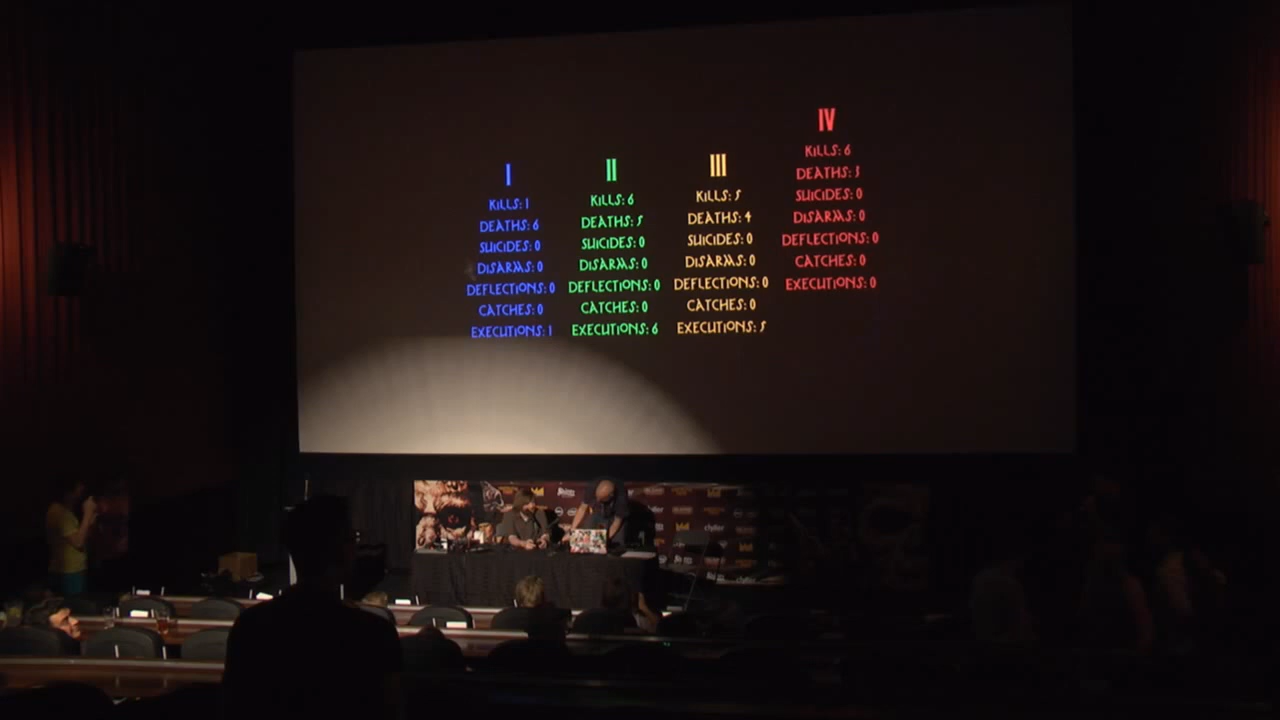 I
KILLS: 1
DEATHS: 6
SUICIDES: 0
DISARMS: 0
DEFLECTIONS: 0
CATCHES: 0
EXECUTIONS: 1
II
KILLS: 6
DEATHS: 5
SUICIDES: 0
DISARMS: 0
DEFLECTIONS: 0
CATCHES: 0
EXECUTIONS: 6
III
KILLS: 5
DEATHS: 4
SUICIDES: 0
DISARMS: 0
DEFLECTIONS: 0
CATCHES: 0
EXECUTIONS: 5
IV
KILLS: 6
DEATHS: 3
SUICIDES: 0
DISARMS: 0
DEFLECTIONS: 0
CATCHES: 0
EXECUTIONS: 0
chiller